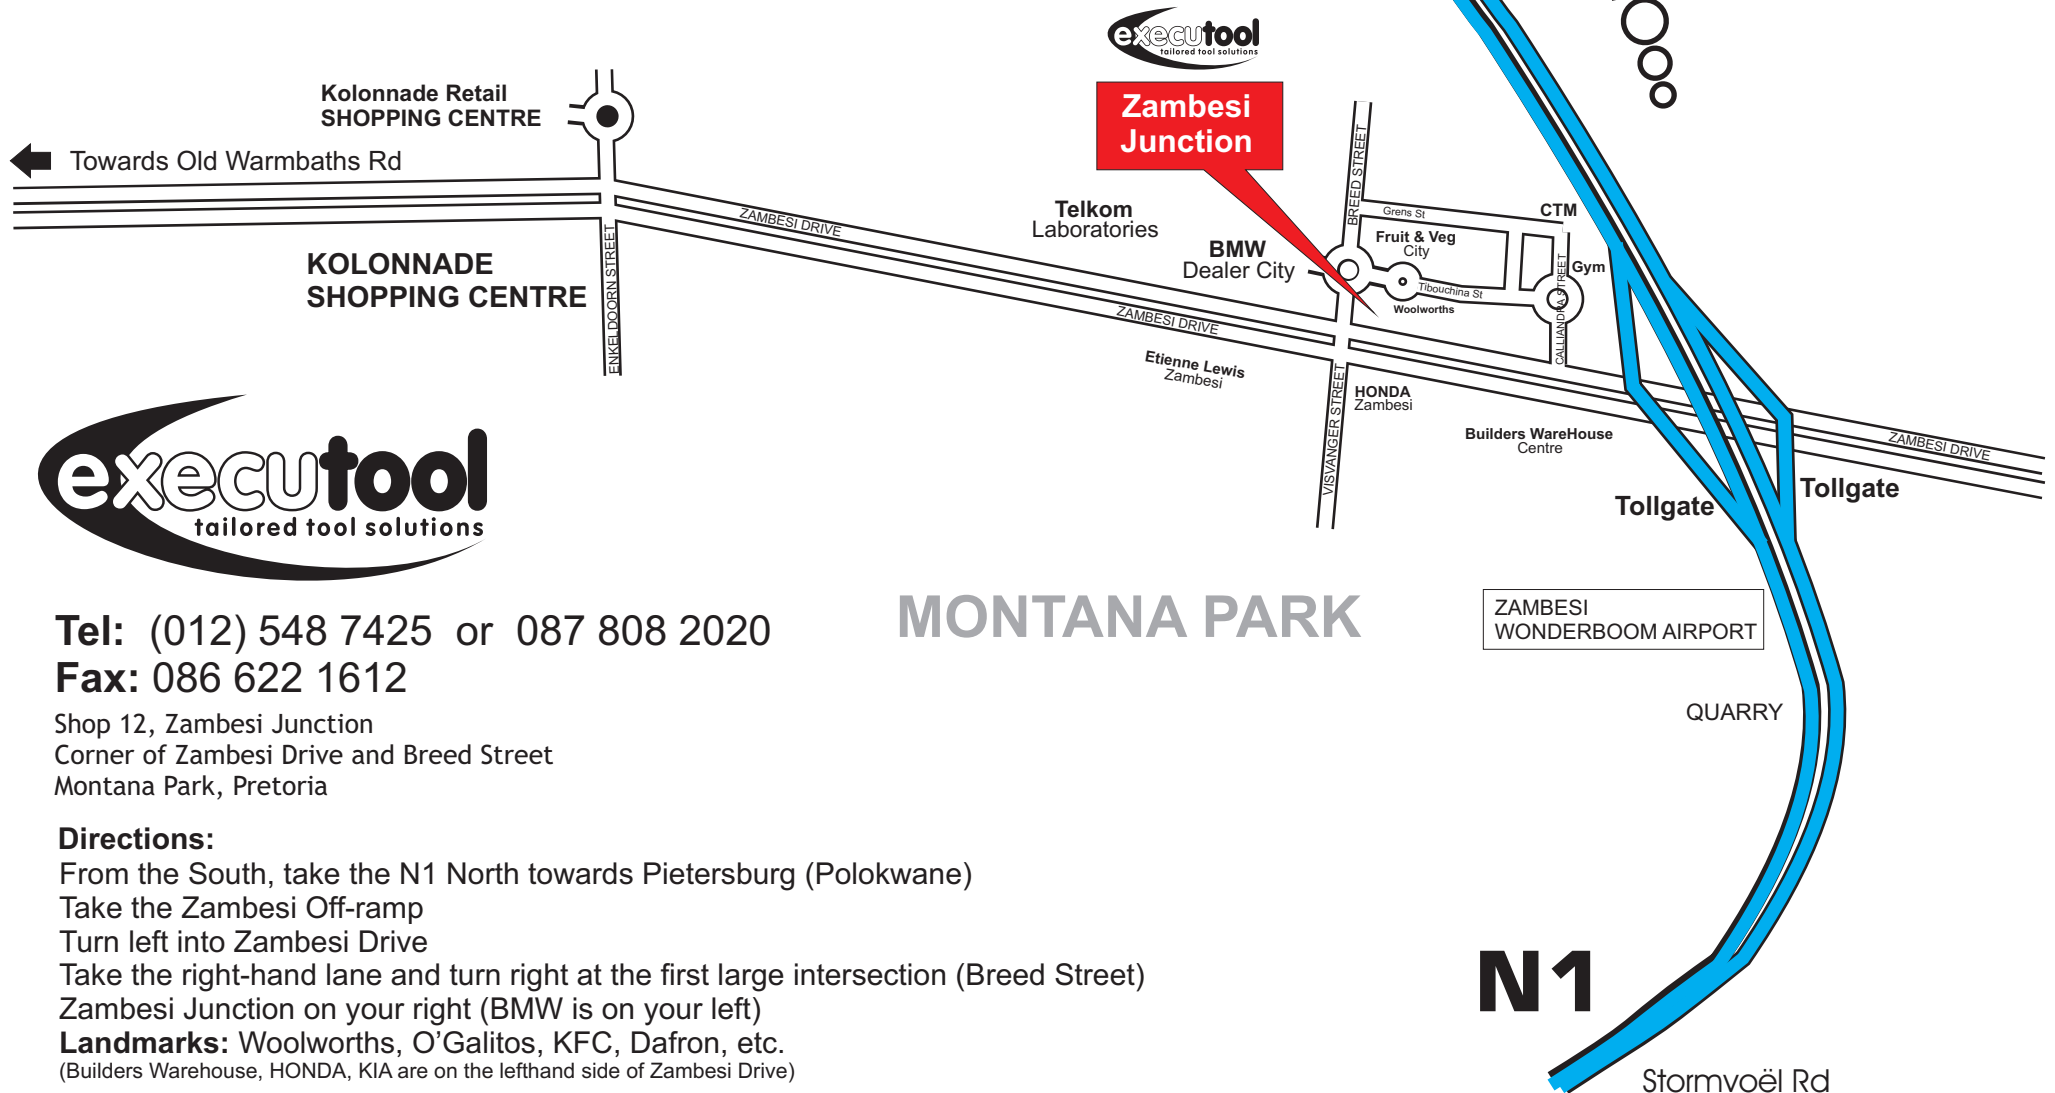 executool
tailored tool solutions
Zambesi
Junction
Kolonnade Retail
SHOPPING CENTRE
Towards Old Warmbaths Rd
KOLONNADE
SHOPPING CENTRE
ENKELDOORN STREET
ZAMBESI DRIVE
Telkom
Laboratories
BMW
Dealer City
BREED STREET
Grens St
CTM
Fruit & Veg
City
Gym
Tibouchina St
Woolworths
CALLIANDRA STREET
ZAMBESI DRIVE
Etienne Lewis
Zambesi
VISVANGER STREET
HONDA
Zambesi
Builders WareHouse
Centre
ZAMBESI DRIVE
Tollgate
Tollgate
executool
tailored tool solutions
MONTANA PARK
ZAMBESI
WONDERBOOM AIRPORT
QUARRY
Tel: (012) 548 7425 or 087 808 2020
Fax: 086 622 1612
Shop 12, Zambesi Junction
Corner of Zambesi Drive and Breed Street
Montana Park, Pretoria
Directions:
From the South, take the N1 North towards Pietersburg (Polokwane)
Take the Zambesi Off-ramp
Turn left into Zambesi Drive
Take the right-hand lane and turn right at the first large intersection (Breed Street)
Zambesi Junction on your right (BMW is on your left)
Landmarks: Woolworths, O’Galitos, KFC, Dafron, etc.
(Builders Warehouse, HONDA, KIA are on the lefthand side of Zambesi Drive)
N1
Stormvoël Rd